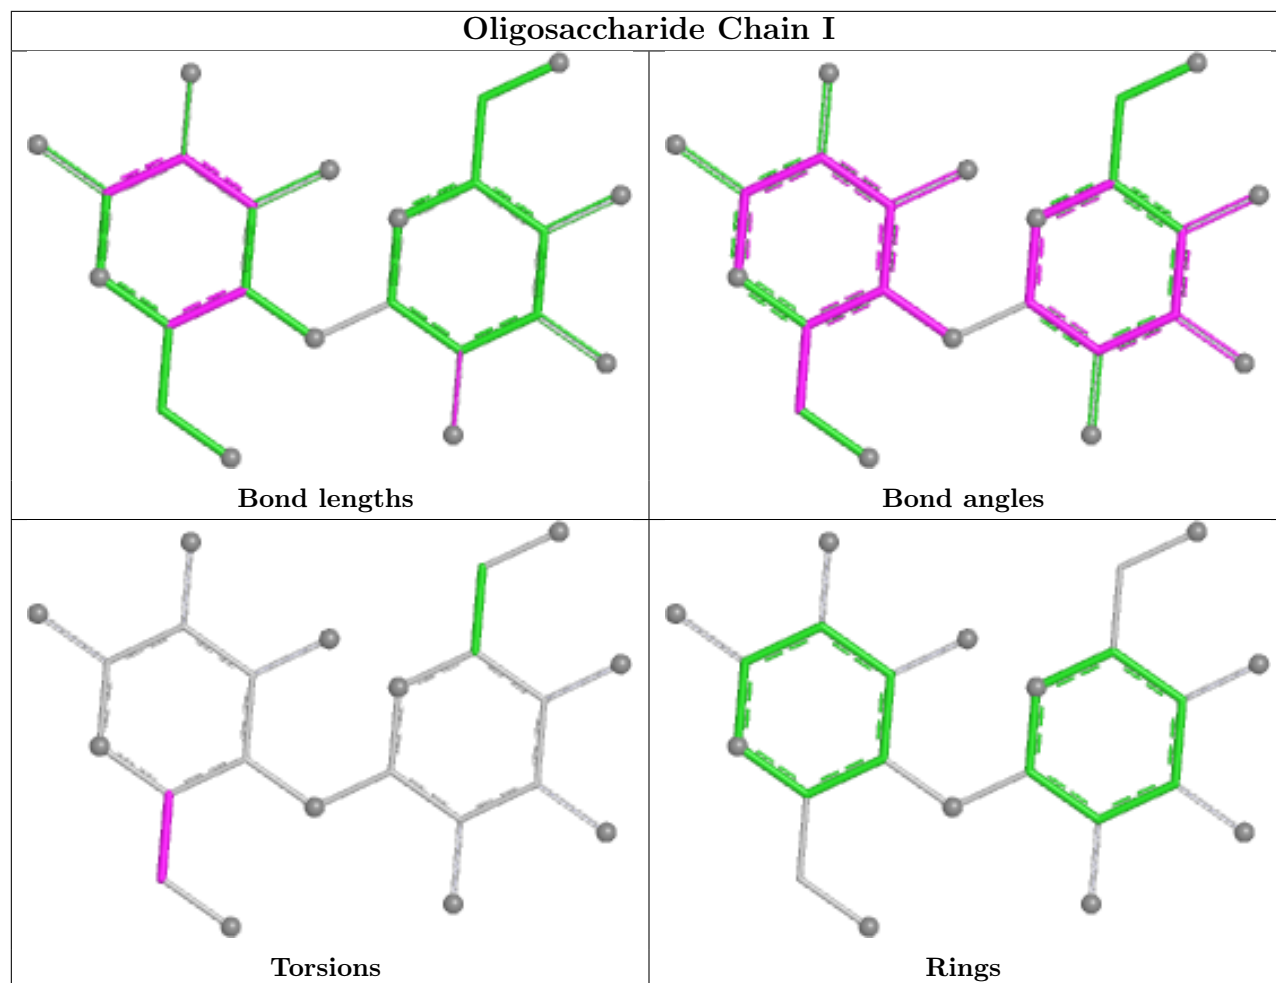 Oligosaccharide Chain I
Bond lengths
Bond angles
Torsions
Rings